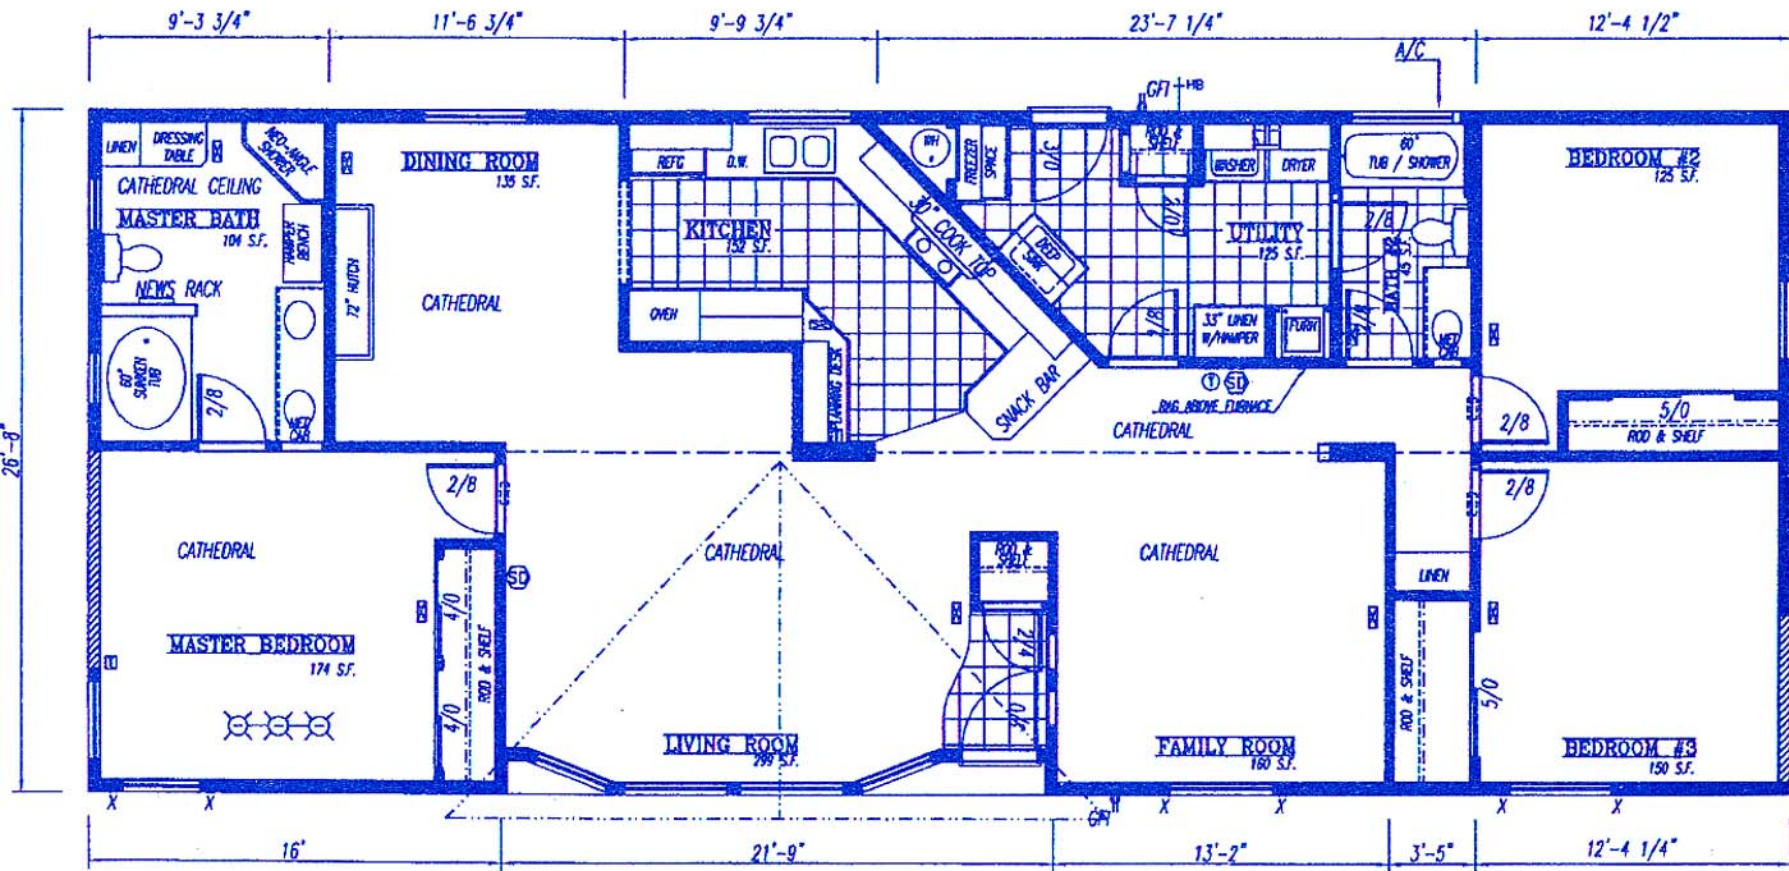 9'-3 3/4"
11'-6 3/4"
9'-9 3/4"
23'-7 1/4"
12'-4 1/2"
A/C
GFI
HB
26'-8"
LINEN
DRESSING
TABLE
NEO-ANGLE
SHOWER
CATHEDRAL CEILING
MASTER BATH
104 S.F.
HAMPER
BENCH
NEWS RACK
60"
SUNKEN
TUB
2/8
72" HUTCH
DINING ROOM
135 S.F.
CATHEDRAL
REFG
D.W.
KITCHEN
152 S.F.
OVEN
PLANNING DESK
30" COOK TOP
SNACK BAR
WH
FREEZER
SPACE
3/0
ROD &
SHELF
2/0
WASHER
DRYER
DEEP
SINK
UTILITY
125 S.F.
2/8
33" LINEN
W/HAMPER
FURN
60"
TUB / SHOWER
2/8
BATH #2
45 S.F.
T
SD
RAG ABOVE FURNACE
CATHEDRAL
BEDROOM #2
125 S.F.
2/8
5/0
ROD & SHELF
2/8
CATHEDRAL
MASTER BEDROOM
174 S.F.
4/0
4/0
ROD & SHELF
SD
CATHEDRAL
LIVING ROOM
299 S.F.
ROD &
SHELF
2/4
3/0
CATHEDRAL
FAMILY ROOM
160 S.F.
LINEN
ROD & SHELF
2/8
5/0
BEDROOM #3
150 S.F.
X
X
GFI
X
X
X
X
16'
21'-9"
13'-2"
3'-5"
12'-4 1/4"